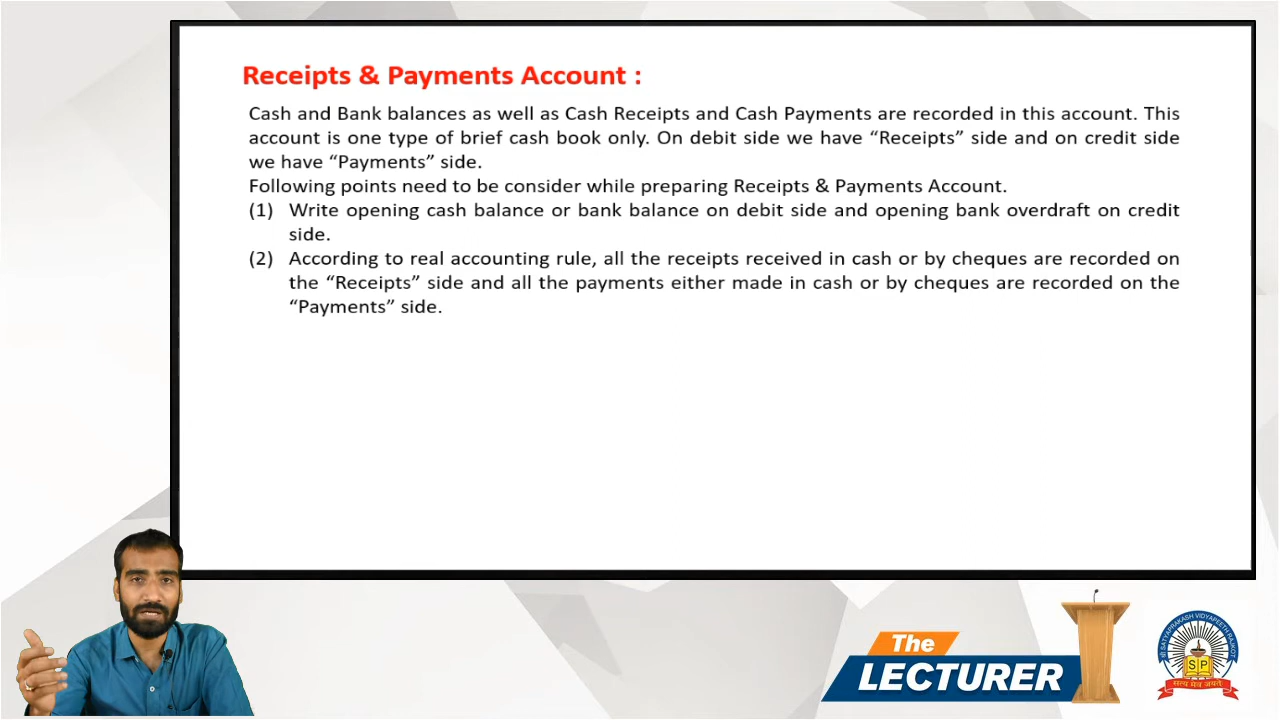 Receipts & Payments Account :
Cash and Bank balances as well as Cash Receipts and Cash Payments are recorded in this account. This
account is one type of brief cash book only. On debit side we have “Receipts” side and on credit side
we have “Payments” side.
Following points need to be consider while preparing Receipts & Payments Account.
(1) Write opening cash balance or bank balance on debit side and opening bank overdraft on credit
side.
(2) According to real accounting rule, all the receipts received in cash or by cheques are recorded on
the “Receipts” side and all the payments either made in cash or by cheques are recorded on the
“Payments” side.
The
LECTURER
SATYAPRAKASH VIDYAPEETH RAJKOT
SP
सत्य मेव जयते